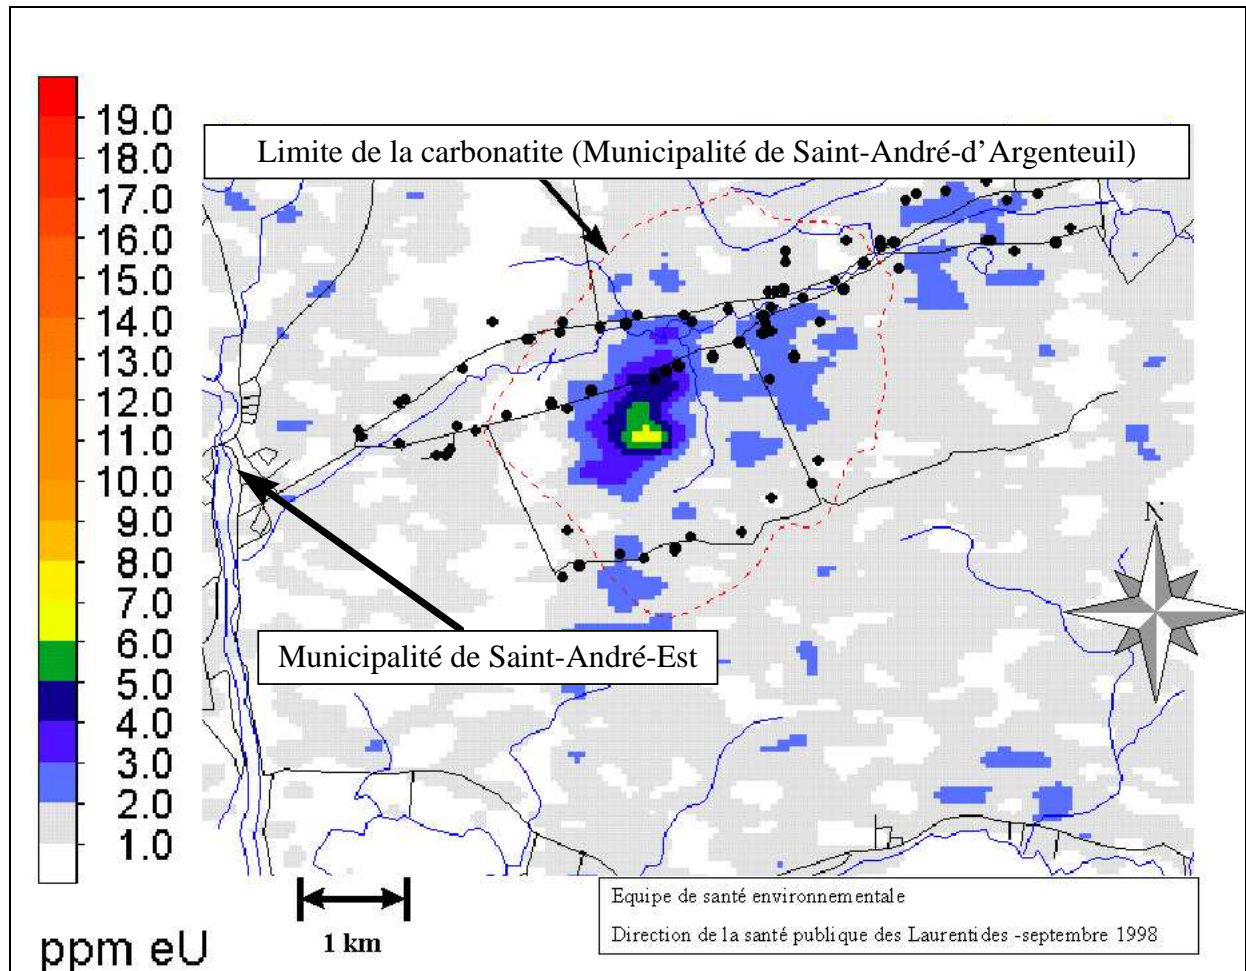 Limite de la carbonatite (Municipalité de Saint-André-d'Argenteuil)
19.0
18.0
17.0
16.0
15.0
14.0
13.0
12.0
11.0
10.0
9.0
8.0
7.0
6.0
5.0
4.0
3.0
2.0
1.0
N
Municipalité de Saint-André-Est
1 km
ppm eU
Equipe de santé environnementale
Direction de la santé publique des Laurentides -septembre 1998